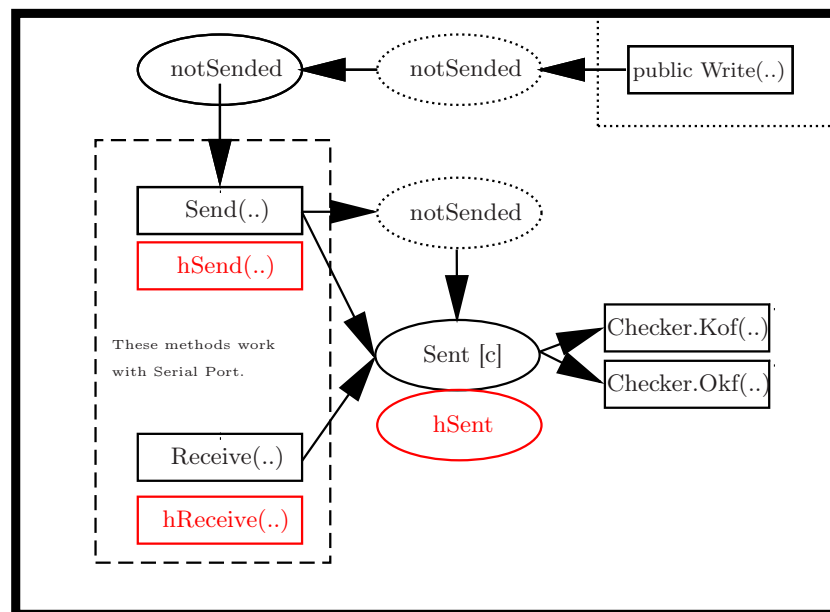 notSended
notSended
public Write(..)
Send(..)
notSended
hSend(..)
Checker.Kof(..)
These methods work
with Serial Port.
Sent [c]
Checker.Okf(..)
hSent
Receive(..)
hReceive(..)